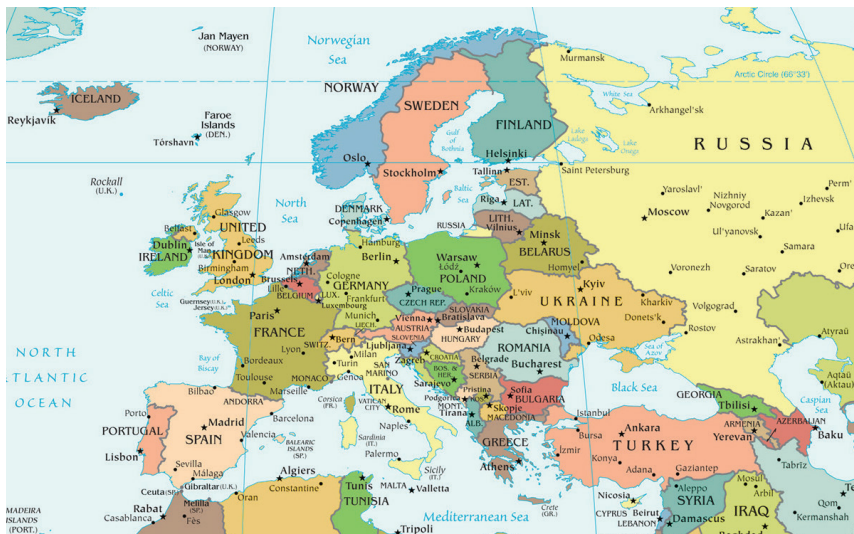 Jan Mayen
(NORWAY)
Norwegian
Sea
Murmansk
Arctic Circle (66°33')
White Sea
ICELAND
Reykjavík
NORWAY
SWEDEN
FINLAND
Arkhangel'sk
Faroe
Islands
(DEN.)
Tórshavn
Gulf
of
Bothnia
Lake
Ladoga
Lake
Onega
RUSSIA
Oslo
Helsinki
Stockholm
Tallinn
EST.
Saint Petersburg
Rockall
(U.K.)
North
Sea
Baltic
Sea
Riga
LAT.
Yaroslavl'
Nizhniy
Novgorod
Perm'
Izhevsk
Kazan'
Moscow
DENMARK
Copenhagen
LITH.
Vilnius
RUSSIA
Glasgow
Belfast
UNITED
KINGDOM
Leeds
Isle of
Man
(U.K.)
Dublin
IRELAND
Birmingham
London
Hamburg
Amsterdam
NETH.
Berlin
Minsk
BELARUS
Homyel'
Ul'yanovsk
Ufa
Samara
Warsaw
Łódź
POLAND
Kraków
Voronezh
Saratov
Ore
Celtic
Sea
Brussels
Lille
BELGIUM
Cologne
GERMANY
LUX.
Luxembourg
Frankfurt
Prague
CZECH REP.
L'viv
Kyiv
UKRAINE
Kharkiv
Donets'k
Volgograd
Guernsey (U.K.)
Jersey (U.K.)
Paris
FRANCE
Munich
LIECH.
SLOVAKIA
Bratislava
Vienna
AUSTRIA
SLOVENIA
Budapest
HUNGARY
Chişinău
MOLDOVA
Odesa
Rostov
Sea of
Azov
Astrakhan'
Atyraū
Bern
SWITZ.
Lyon
Milan
Turin
Genoa
Ljubljana
Zagreb
CROATIA
ROMANIA
Bucharest
NORTH
ATLANTIC
OCEAN
Bay of
Biscay
Bordeaux
Toulouse
Marseille
MONACO
SAN
MARINO
BOS. &
HER.
Sarajevo
Belgrade
SERBIA
Black Sea
Caspian
Sea
Aqtaū
(Aktau)
Bilbao
ANDORRA
Corsica
(FR.)
ITALY
VATICAN
CITY
Rome
Podgorica
MONT.
Pristina
KOS.
Sofia
BULGARIA
GEORGIA
Tbilisi
Porto
PORTUGAL
Lisbon
Madrid
SPAIN
Barcelona
Valencia
BALEARIC
ISLANDS
(SP.)
Sardinia
(IT.)
Naples
Tirana
ALB.
Skopje
MACEDONIA
Istanbul
Bursa
Ankara
TURKEY
ARMENIA
Yerevan
AZERBAIJAN
Baku
Sevilla
Málaga
Gibraltar (U.K.)
Ceuta (SP.)
Melilla
(SP.)
Palermo
Sicily
(IT.)
GREECE
Athens
İzmir
Konya
Adana
Gaziantep
Tabrīz
Algiers
Oran
Constantine
Tunis
TUNISIA
MALTA
Valletta
Crete
(GR.)
Nicosia
CYPRUS
Aleppo
SYRIA
Mosul
Arbīl
Qom
Te
MADEIRA
ISLANDS
(PORT.)
Rabat
Casablanca
Fès
Tripoli
Mediterranean Sea
Beirut
LEBANON
Damascus
IRAQ
Baghdad
Kermanshah